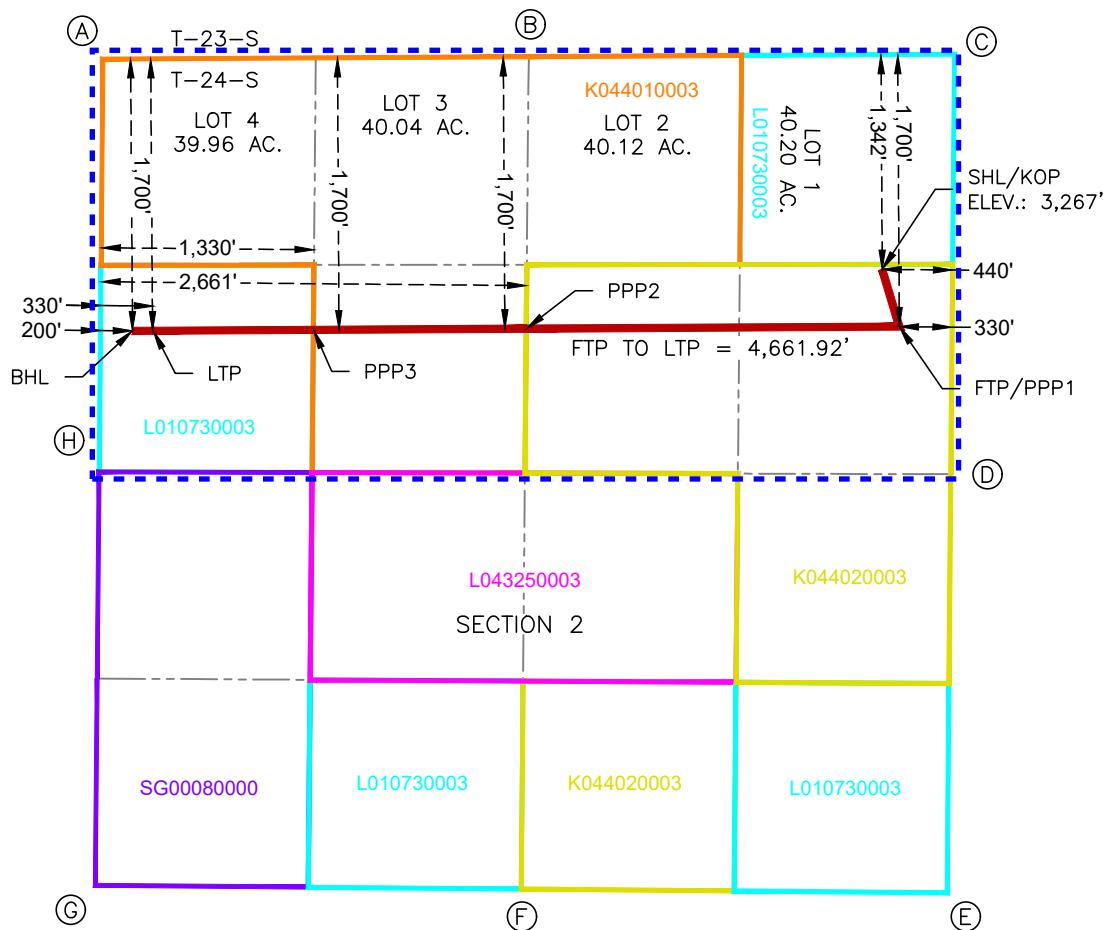 A
B
C
T-23-S
T-24-S
K044010003
LOT 4
39.96 AC.
LOT 3
40.04 AC.
LOT 2
40.12 AC.
LOT 1
40.20 AC.
L010730003
1,342'
1,700'
1,700'
1,700'
1,700'
SHL/KOP
ELEV.: 3,267'
1,330'
2,661'
440'
330'
200'
PPP2
330'
FTP TO LTP = 4,661.92'
BHL
LTP
PPP3
FTP/PPP1
H
L010730003
D
L043250003
K044020003
SECTION 2
SG00080000
L010730003
K044020003
L010730003
G
F
E